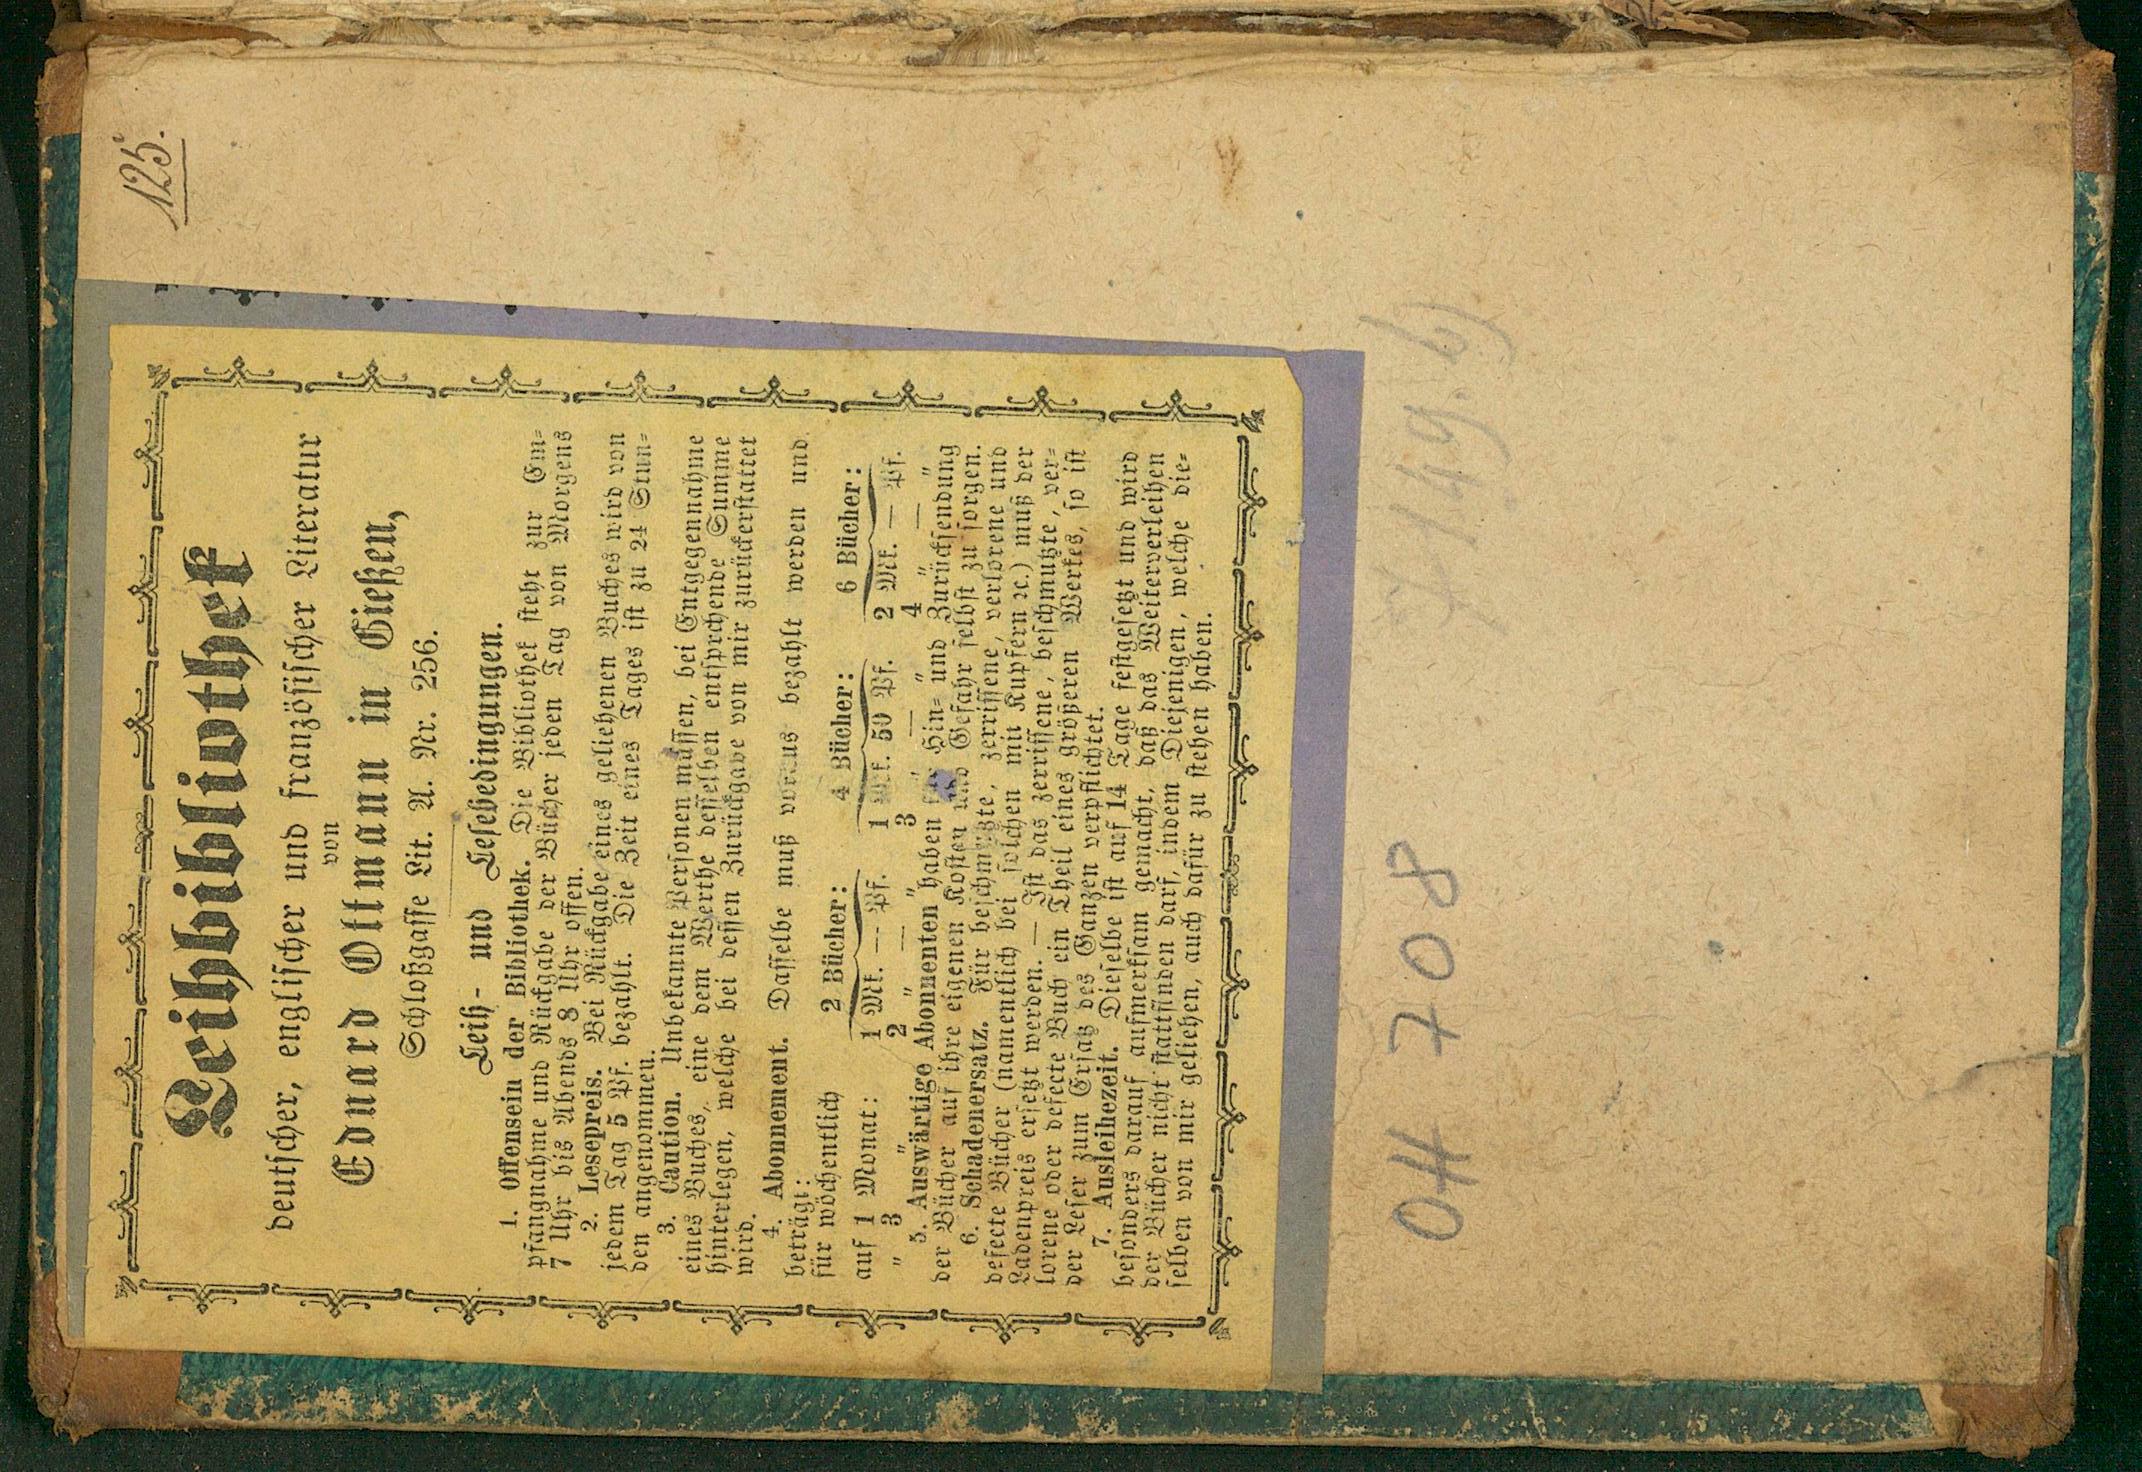 125.
Leihbibliothek
deutscher, englischer und französischer Literatur
von
Eduard Ottmann in Gießen,
Schloßgasse Lit. A. Nr. 256.
Leih- und Lesebedingungen.
1. Offensein der Bibliothek. Die Bibliothek steht zur Em-
pfangnahme und Rückgabe der Bücher jeden Tag von Morgens
7 Uhr bis Abends 8 Uhr offen.
2. Lesepreis. Bei Rückgabe eines geliehenen Buches wird von
jedem Tag 5 Pf. bezahlt. Die Zeit eines Tages ist zu 24 Stun-
den angenommen.
3. Caution. Unbekannte Personen müssen, bei Entgegennahme
eines Buches, eine dem Werthe desselben entsprchende Summe
hinterlegen, welche bei dessen Zurückgabe von mir zurückerstattet
wird.
4. Abonnement. Dasselbe muß voraus bezahlt werden und
beträgt:
für wöchentlich 2 Bücher: 4 Bücher: 6 Bücher:
auf 1 Monat: 1 Mk. — Pf. 1 Mk. 50 Pf. 2 Mk. — Pf.
„ 3 „ 2 „ — „ 3 „ — „ 4 „ — „
5. Auswärtige Abonnenten haben für Hin- und Zurücksendung
der Bücher auf ihre eigenen Kosten und Gefahr selbst zu sorgen.
6. Schadenersatz. Für beschmutzte, zerrissene, verlorene und
defecte Bücher (namentlich bei solchen mit Kupfern ꝛc.) muß der
Ladenpreis ersetzt werden. — Ist das zerrissene, beschmutzte, ver-
lorene oder defecte Buch ein Theil eines größeren Werkes, so ist
der Leser zum Ersatz des Ganzen verpflichtet.
7. Ausleihezeit. Dieselbe ist auf 14 Tage festgesetzt und wird
besonders darauf aufmerksam gemacht, daß das Weiterverleihen
der Bücher nicht stattfinden darf, indem Diejenigen, welche die-
selben von mir geliehen, auch dafür zu stehen haben.
OH 708